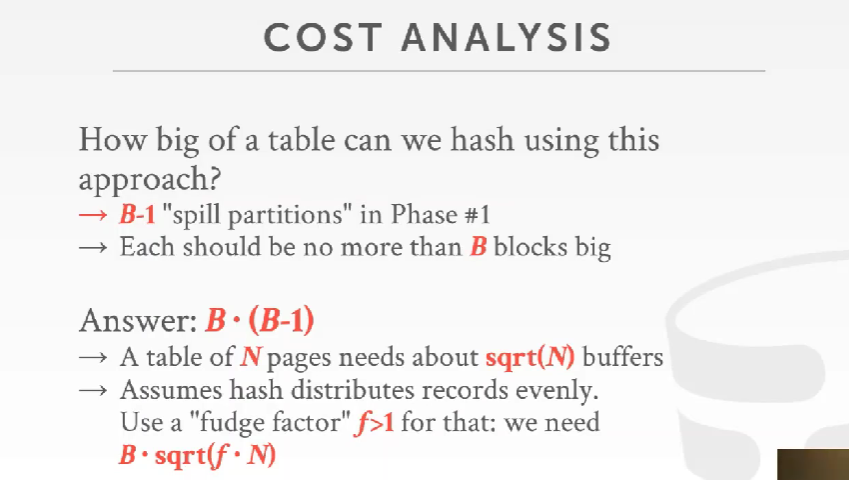 COST ANALYSIS
How big of a table can we hash using this
approach?
→ B-1 "spill partitions" in Phase #1
→ Each should be no more than B blocks big
Answer: B · (B-1)
→ A table of N pages needs about sqrt(N) buffers
→ Assumes hash distributes records evenly.
Use a "fudge factor" f>1 for that: we need
B · sqrt(f · N)